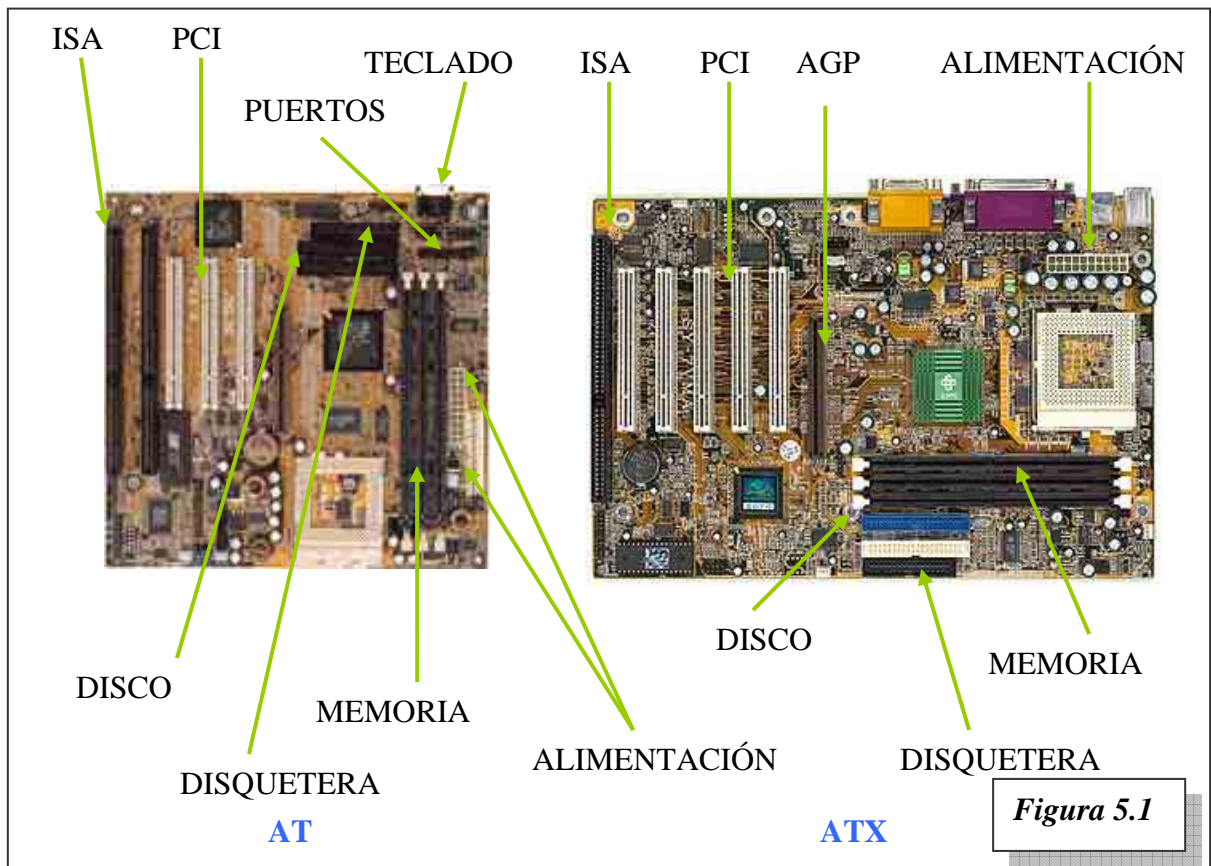 ISA PCI
TECLADO ISA PCI AGP ALIMENTACIÓN
PUERTOS
DISCO
MEMORIA
DISQUETERA
ALIMENTACIÓN
DISCO
MEMORIA
DISQUETERA
AT
ATX
Figura 5.1